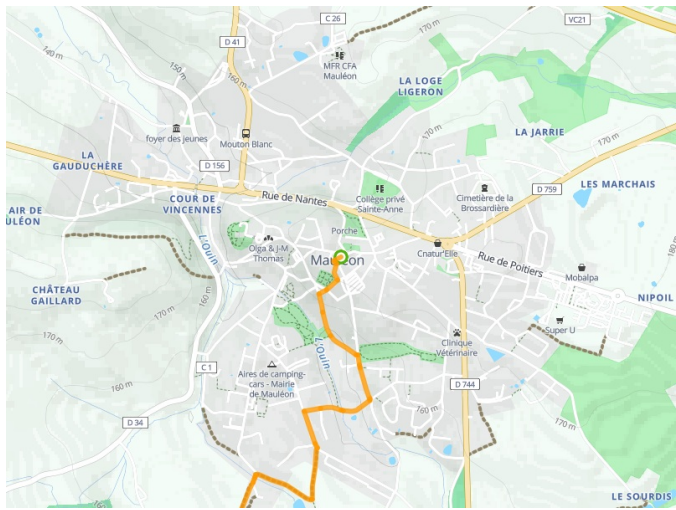 C 26
VC21
170 m
D 41
140 m
150 m
160 m
MFR CFA
Mauléon
LA LOGE
LIGERON
170 m
LA JARRIE
170 m
foyer des jeunes
Mouton Blanc
LA
GAUDUCHÈRE
D 156
Collège privé
Sainte-Anne
Cimetière de la
Brossardière
D 759
LES MARCHAIS
COUR DE
VINCENNES
Rue de Nantes
AIR DE
ULÉON
L'Ouin
Olga & J-M
Thomas
Porche
Mauléon
Cnatur'Elle
Rue de Poitiers
Mobalpa
180 m
160 m
CHÂTEAU
GAILLARD
NIPOIL
170 m
Super U
L'Ouin
Clinique
Vétérinaire
C 1
Aires de camping-
cars - Mairie
de Mauléon
D 744
160 m
160 m
D 34
170 m
LE SOURDIS